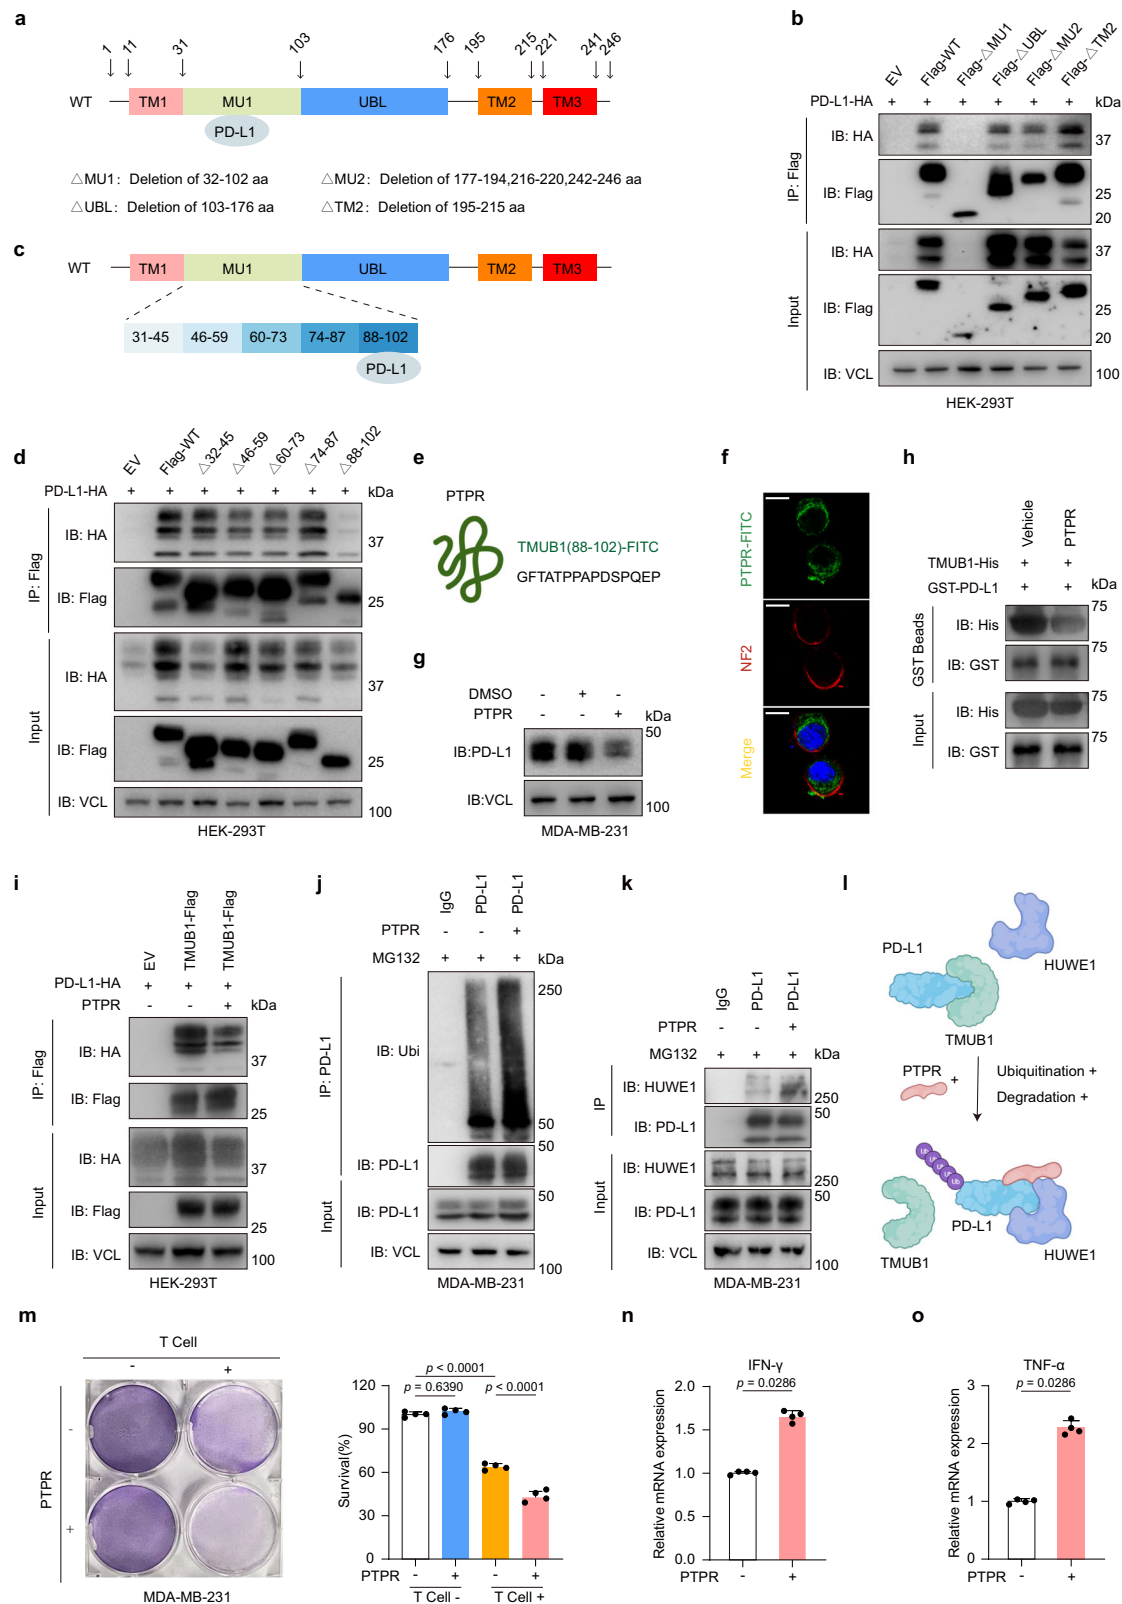 a
1 11 31 103 176 195 215 221 241 246
WT TM1 MU1 UBL TM2 TM3
PD-L1
△MU1: Deletion of 32-102 aa
△MU2: Deletion of 177-194,216-220,242-246 aa
△UBL: Deletion of 103-176 aa
△TM2: Deletion of 195-215 aa
b
EV Flag-WT Flag-△MU1 Flag-△UBL Flag-△MU2 Flag-△TM2
PD-L1-HA + + + + + + kDa
IP: Flag
IB: HA 37
IB: Flag 25
20
Input
IB: HA 37
IB: Flag 25
20
IB: VCL 100
HEK-293T
c
WT TM1 MU1 UBL TM2 TM3
31-45 46-59 60-73 74-87 88-102
PD-L1
d
EV Flag-WT △32-45 △46-59 △60-73 △74-87 △88-102
PD-L1-HA + + + + + + + kDa
IP: Flag
IB: HA 37
IB: Flag 25
Input
IB: HA 37
IB: Flag 25
IB: VCL 100
HEK-293T
e
PTPR
TMUB1(88-102)-FITC
GFTATPPAPDSPQEP
f
PTPR-FITC
NF2
Merge
g
DMSO - + -
PTPR - - + kDa
50
IB:PD-L1
IB:VCL 100
MDA-MB-231
h
Vehicle PTPR
TMUB1-His + +
GST-PD-L1 + + kDa
GST Beads
75
IB: His
75
IB: GST
Input
75
IB: His
75
IB: GST
i
EV TMUB1-Flag TMUB1-Flag
PD-L1-HA + + +
PTPR - - + kDa
IP: Flag
IB: HA 37
IB: Flag 25
Input
IB: HA 37
IB: Flag 25
IB: VCL 100
HEK-293T
j
IgG PD-L1 PD-L1
PTPR - - +
MG132 + + + kDa
IP: PD-L1
250
IB: Ubi
50
50
IB: PD-L1
Input
50
IB: PD-L1
IB: VCL
100
MDA-MB-231
k
IgG PD-L1 PD-L1
PTPR - - +
MG132 + + + kDa
IP
IB: HUWE1 250
50
IB: PD-L1
Input
IB: HUWE1 250
50
IB: PD-L1
IB: VCL 100
MDA-MB-231
l
PD-L1
HUWE1
TMUB1
PTPR +
Ubiquitination +
Degradation +
Ub Ub Ub Ub Ub
PD-L1
TMUB1
HUWE1
m
T Cell
- +
PTPR
-
+
MDA-MB-231
p < 0.0001
p = 0.6390 p < 0.0001
Survival(%)
120
90
60
30
0
PTPR - + - +
T Cell - T Cell +
n
IFN-γ
p = 0.0286
Relative mRNA expression
2.0
1.5
1.0
0.5
0.0
PTPR - +
o
TNF-α
p = 0.0286
Relative mRNA expression
3
2
1
0
PTPR - +